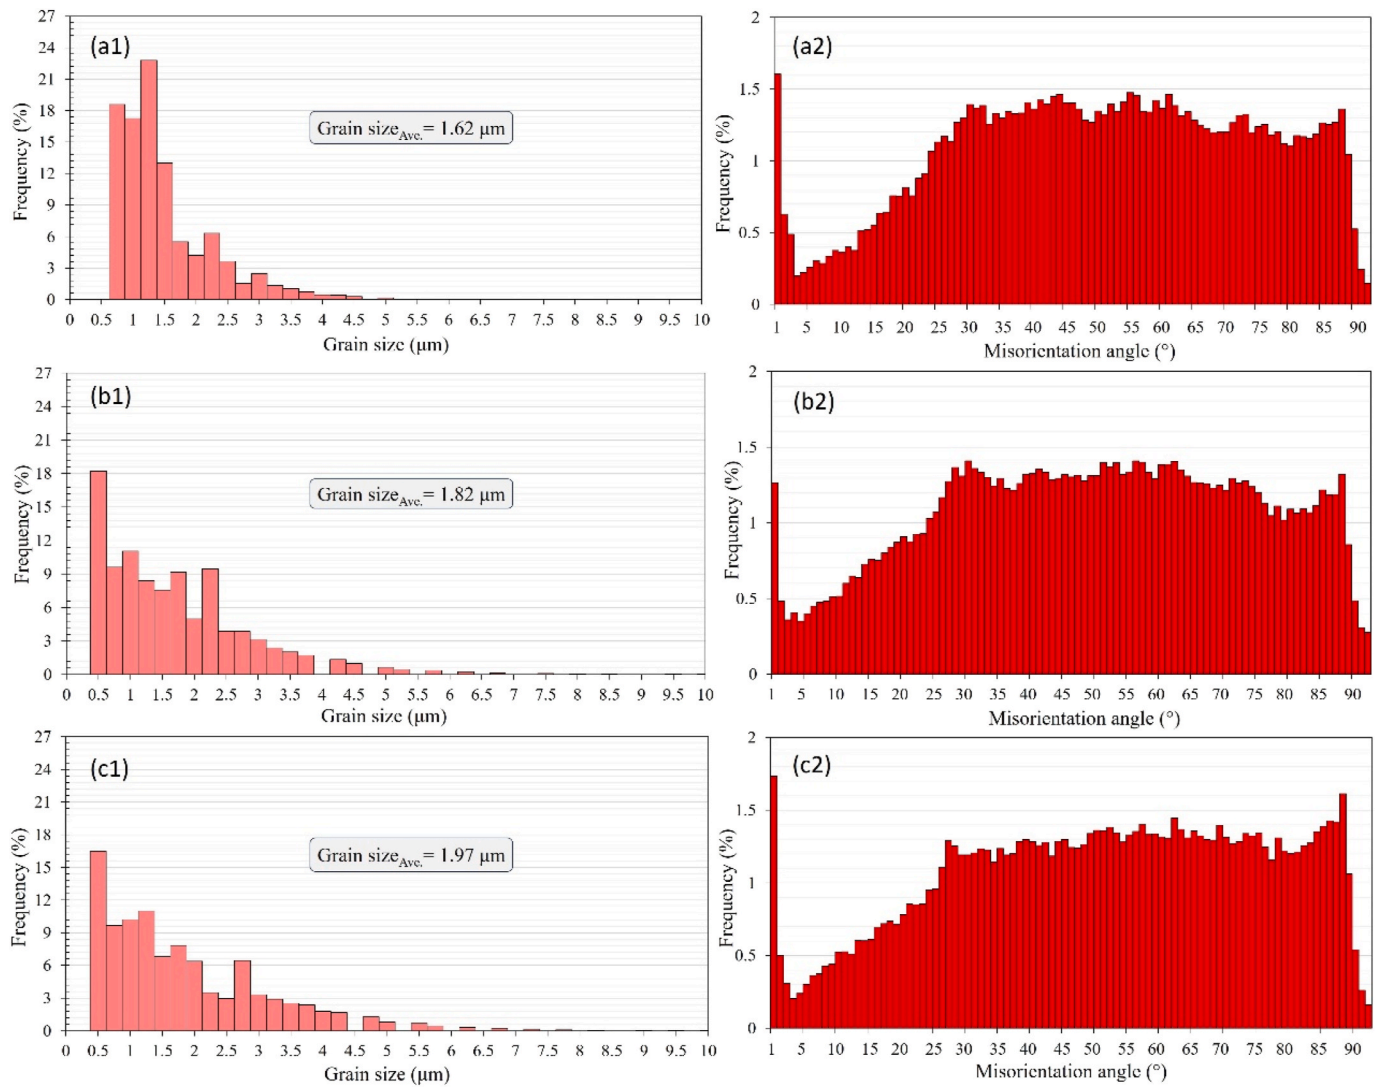 27
24
21
18
15
12
9
6
3
0
Frequency (%)
(a1)
Grain sizeAve.= 1.62 μm
0 0.5 1 1.5 2 2.5 3 3.5 4 4.5 5 5.5 6 6.5 7 7.5 8 8.5 9 9.5 10
Grain size (μm)
2
1.5
1
0.5
0
Frequency (%)
(a2)
1 5 10 15 20 25 30 35 40 45 50 55 60 65 70 75 80 85 90
Misorientation angle (°)
27
24
21
18
15
12
9
6
3
0
Frequency (%)
(b1)
Grain sizeAve.= 1.82 μm
0 0.5 1 1.5 2 2.5 3 3.5 4 4.5 5 5.5 6 6.5 7 7.5 8 8.5 9 9.5 10
Grain size (μm)
2
1.5
1
0.5
0
Frequency (%)
(b2)
1 5 10 15 20 25 30 35 40 45 50 55 60 65 70 75 80 85 90
Misorientation angle (°)
27
24
21
18
15
12
9
6
3
0
Frequency (%)
(c1)
Grain sizeAve.= 1.97 μm
0 0.5 1 1.5 2 2.5 3 3.5 4 4.5 5 5.5 6 6.5 7 7.5 8 8.5 9 9.5 10
Grain size (μm)
2
1.5
1
0.5
0
Frequency (%)
(c2)
1 5 10 15 20 25 30 35 40 45 50 55 60 65 70 75 80 85 90
Misorientation angle (°)